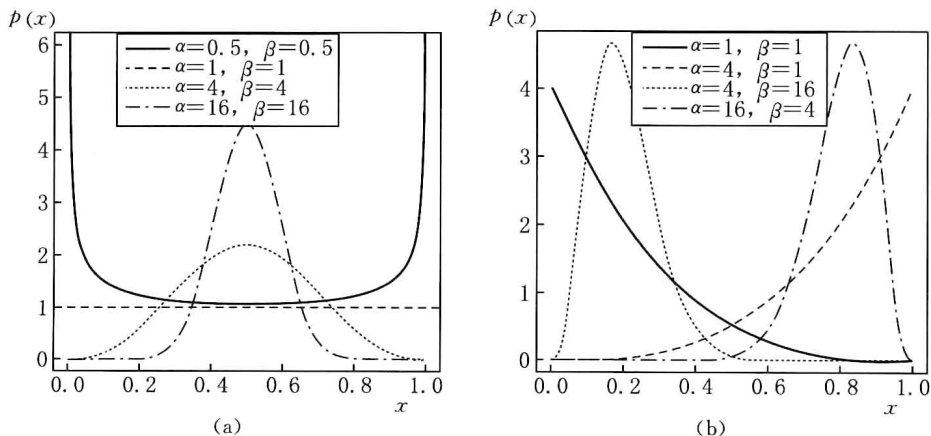 p(x)
6
5
4
3
2
1
0
α=0.5, β=0.5
α=1, β=1
α=4, β=4
α=16, β=16
0.0 0.2 0.4 0.6 0.8 1.0
x
(a)
p(x)
4
3
2
1
0
α=1, β=1
α=4, β=1
α=4, β=16
α=16, β=4
0.0 0.2 0.4 0.6 0.8 1.0
x
(b)